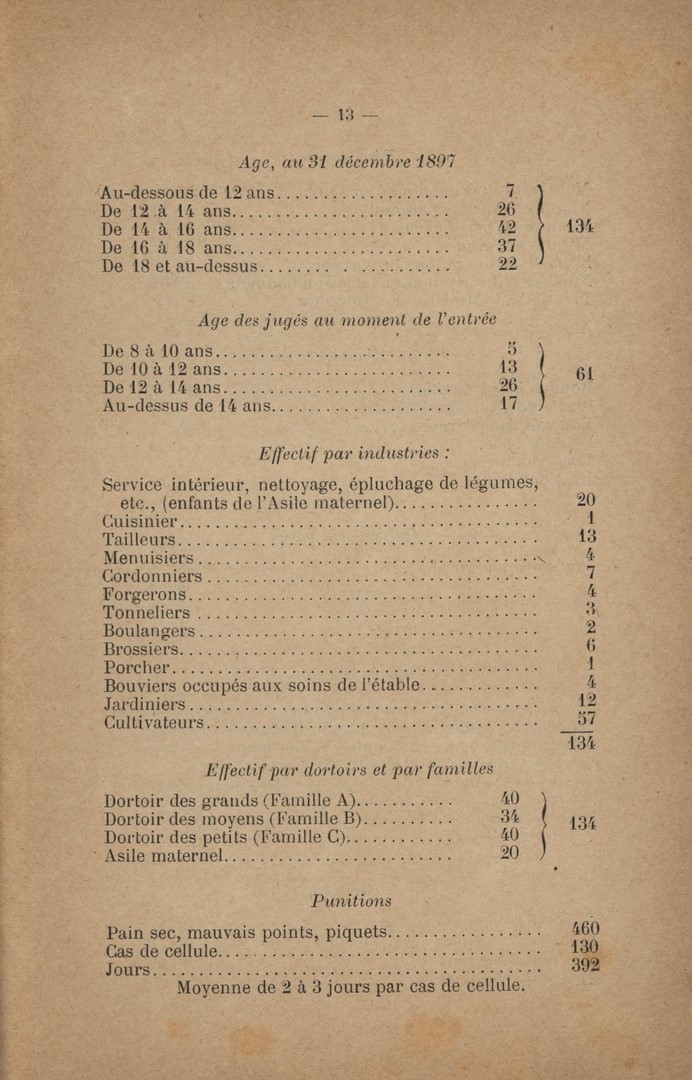 — 13 —
Age, au 31 décembre 1897
Au-dessous de 12 ans.................... 7
De 12 à 14 ans........................ 26
De 14 à 16 ans........................ 42 134
De 16 à 18 ans........................ 37
De 18 et au-dessus........ . .......... 22
Age des jugés au moment de l'entrée
De 8 à 10 ans.......................... 5
De 10 à 12 ans......................... 13 61
De 12 à 14 ans......................... 26
Au-dessus de 14 ans.................... 17
Effectif par industries :
Service intérieur, nettoyage, épluchage de légumes,
etc., (enfants de l'Asile maternel)................ 20
Cuisinier........................................ 1
Tailleurs........................................ 13
Menuisiers....................................... 4
Cordonniers...................................... 7
Forgerons........................................ 4
Tonneliers....................................... 3
Boulangers....................................... 2
Brossiers........................................ 6
Porcher.......................................... 1
Bouviers occupés aux soins de l'étable............. 4
Jardiniers....................................... 12
Cultivateurs..................................... 57
134
Effectif par dortoirs et par familles
Dortoir des grands (Famille A)........... 40
Dortoir des moyens (Famille B).......... 34 134
Dortoir des petits (Famille C)............ 40
Asile maternel......................... 20
Punitions
Pain sec, mauvais points, piquets................. 460
Cas de cellule.................................... 130
Jours............................................ 392
Moyenne de 2 à 3 jours par cas de cellule.